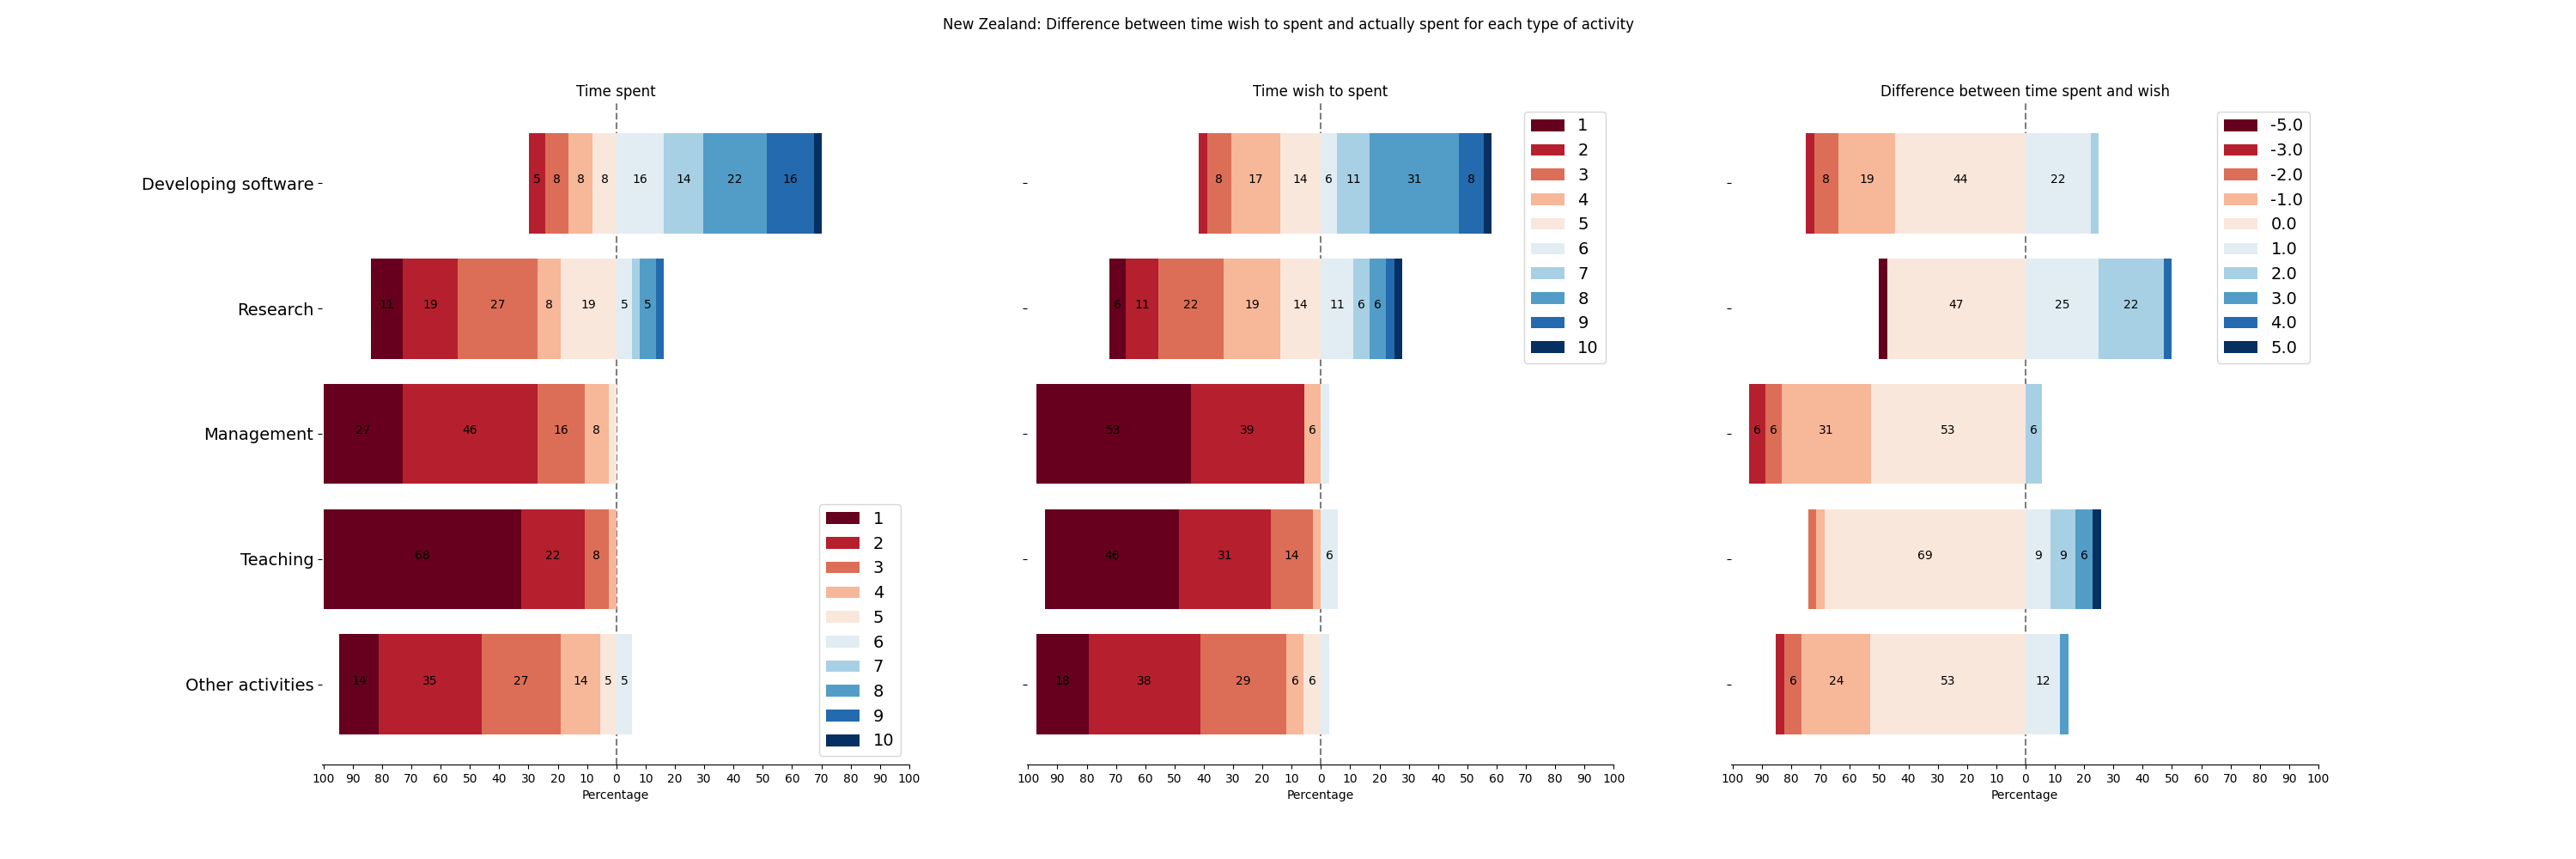 New Zealand: Difference between time wish to spent and actually spent for each type of activity
Time spent
Developing software
5 8 8 8 16 14 22 16
Research
11 19 27 8 19 5 5
Management
27 46 16 8
Teaching
68 22 8
Other activities
14 35 27 14 5 5
1
2
3
4
5
6
7
8
9
10
100 90 80 70 60 50 40 30 20 10 0 10 20 30 40 50 60 70 80 90 100
Percentage
Time wish to spent
8 17 14 6 11 31 8
6 11 22 19 14 11 6 6
53 39 6
46 31 14 6
18 38 29 6 6
1
2
3
4
5
6
7
8
9
10
100 90 80 70 60 50 40 30 20 10 0 10 20 30 40 50 60 70 80 90 100
Percentage
Difference between time spent and wish
8 19 44 22
47 25 22
6 6 31 53 6
69 9 9 6
6 24 53 12
-5.0
-3.0
-2.0
-1.0
0.0
1.0
2.0
3.0
4.0
5.0
100 90 80 70 60 50 40 30 20 10 0 10 20 30 40 50 60 70 80 90 100
Percentage